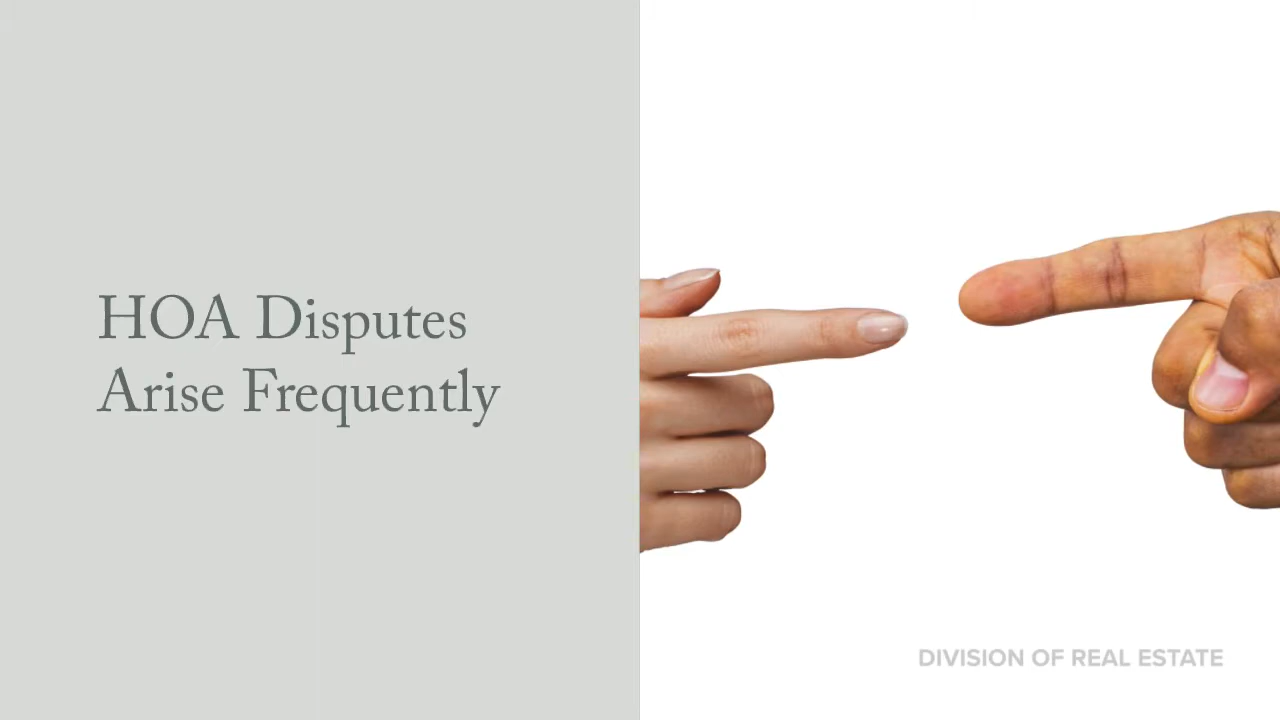 HOA Disputes
Arise Frequently
DIVISION OF REAL ESTATE